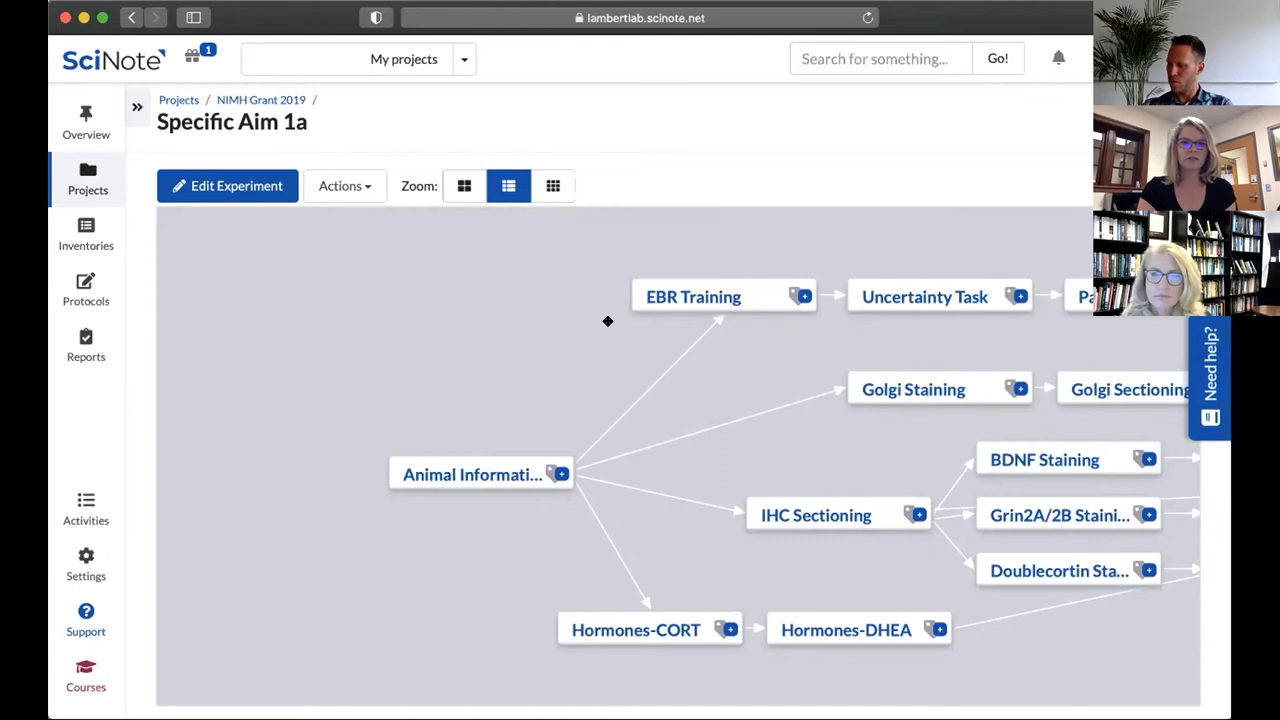 lambertlab.scinote.net
SciNote
1
My projects
Search for something...
Go!
Overview
Projects
Inventories
Protocols
Reports
Activities
Settings
Support
Courses
Projects / NIMH Grant 2019 /
Specific Aim 1a
Edit Experiment
Actions
Zoom:
EBR Training
Uncertainty Task
Pa
Golgi Staining
Golgi Sectioning
Animal Informati...
BDNF Staining
IHC Sectioning
Grin2A/2B Staini...
Doublecortin Sta...
Hormones-CORT
Hormones-DHEA
Need help?